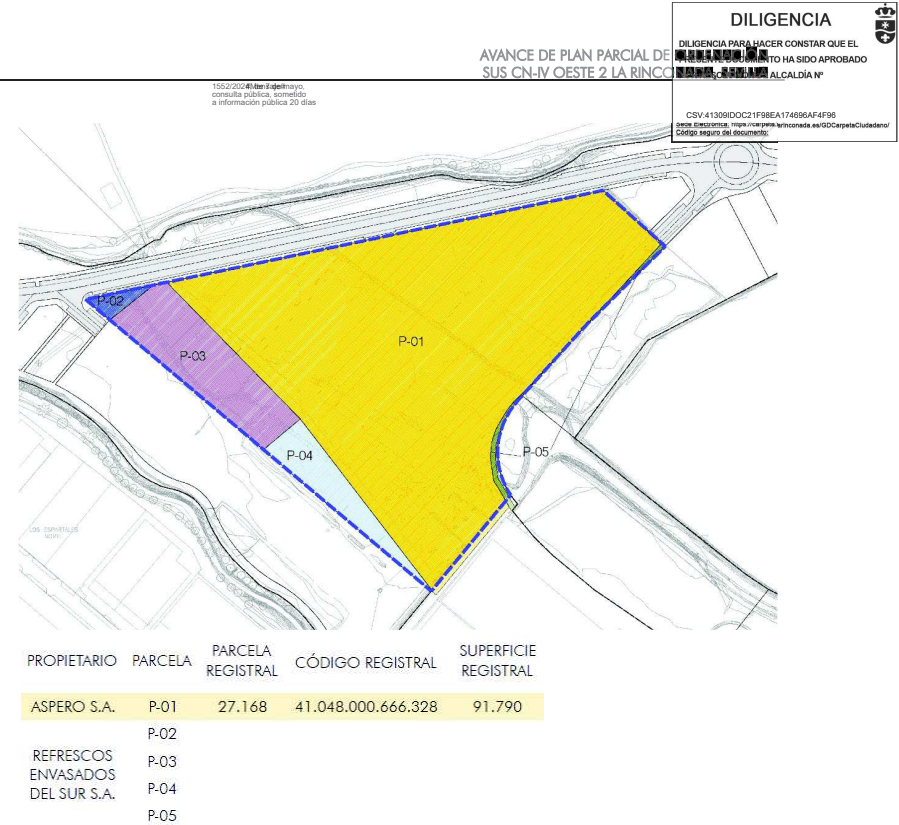 DILIGENCIA
DILIGENCIA PARA HACER CONSTAR QUE EL
PRESENTE DOCUMENTO HA SIDO APROBADO
ALCALDÍA Nº
CSV:41309IDOC21F98EA174696AF4F96
Código seguro del documento:
AVANCE DE PLAN PARCIAL DE
SUS CN-IV OESTE 2 LA RINCONADA. SEVILLA
consulta pública, sometido
a información pública 20 días
P-02
P-01
P-03
P-05
P-04
PROPIETARIO PARCELA PARCELA REGISTRAL CÓDIGO REGISTRAL SUPERFICIE REGISTRAL
ASPERO S.A. P-01 27.168 41.048.000.666.328 91.790
P-02
REFRESCOS
ENVASADOS
DEL SUR S.A.
P-03
P-04
P-05